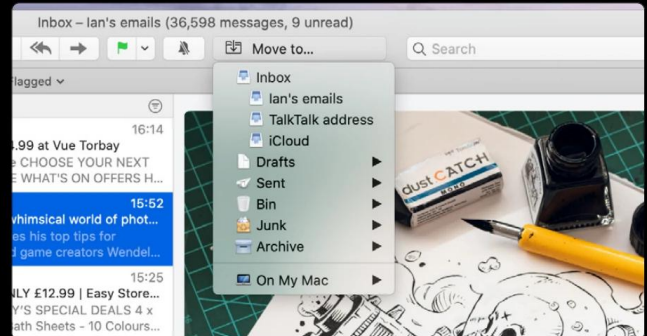 Inbox – Ian's emails (36,598 messages, 9 unread)
Move to...
Search
lagged
Inbox
Ian's emails
TalkTalk address
iCloud
Drafts
Sent
Bin
Junk
Archive
On My Mac
16:14
.99 at Vue Torbay
CHOOSE YOUR NEXT
E WHAT'S ON OFFERS H...
15:52
whimsical world of phot...
es his top tips for
d game creators Wendel...
15:25
NLY £12.99 | Easy Store...
Y'S SPECIAL DEALS 4 x
ath Sheets - 10 Colours...
dust CATCH
MONO